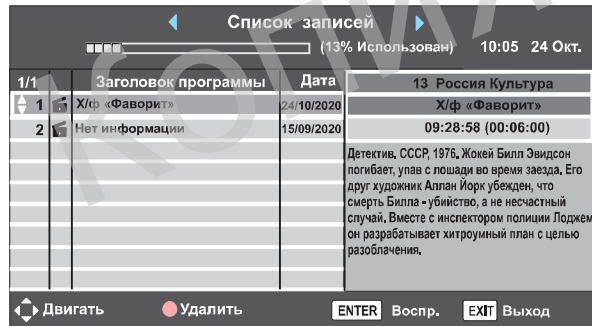 Список записей
(13% Использован) 10:05 24 Окт.
1/1 Заголовок программы Дата
1 Х/ф «Фаворит» 24/10/2020
2 Нет информации 15/09/2020
13 Россия Культура
Х/ф «Фаворит»
09:28:58 (00:06:00)
Детектив. СССР, 1976. Жокей Билл Эвидсон
погибает, упав с лошади во время заезда. Его
друг художник Аллан Йорк убежден, что
смерть Билла - убийство, а не несчастный
случай. Вместе с инспектором полиции Лоджем
он разрабатывает хитроумный план с целью
разоблачения.
Двигать Удалить ENTER Воспр. EXIT Выход
КОПИЯ